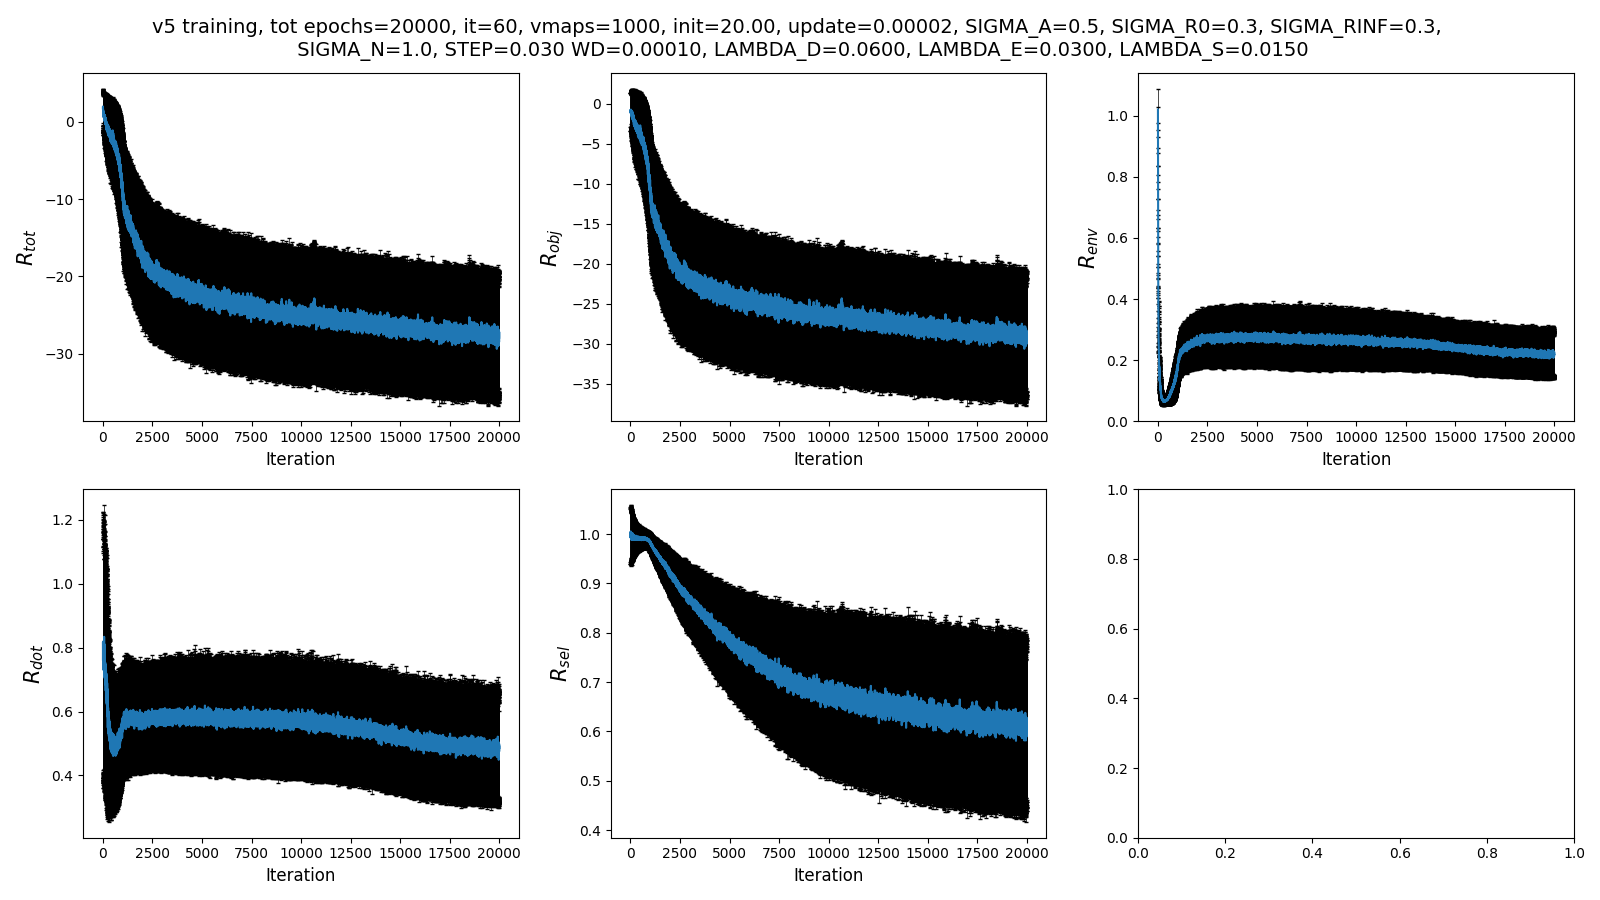 v5 training, tot epochs=20000, it=60, vmaps=1000, init=20.00, update=0.00002, SIGMA_A=0.5, SIGMA_R0=0.3, SIGMA_RINF=0.3,
SIGMA_N=1.0, STEP=0.030 WD=0.00010, LAMBDA_D=0.0600, LAMBDA_E=0.0300, LAMBDA_S=0.0150
R_tot
0
−10
−20
−30
0 2500 5000 7500 10000 12500 15000 17500 20000
Iteration
R_obj
0
−5
−10
−15
−20
−25
−30
−35
0 2500 5000 7500 10000 12500 15000 17500 20000
Iteration
R_env
1.0
0.8
0.6
0.4
0.2
0.0
0 2500 5000 7500 10000 12500 15000 17500 20000
Iteration
R_dot
1.2
1.0
0.8
0.6
0.4
0 2500 5000 7500 10000 12500 15000 17500 20000
Iteration
R_sel
1.0
0.9
0.8
0.7
0.6
0.5
0.4
0 2500 5000 7500 10000 12500 15000 17500 20000
Iteration
1.0
0.8
0.6
0.4
0.2
0.0
0.0 0.2 0.4 0.6 0.8 1.0